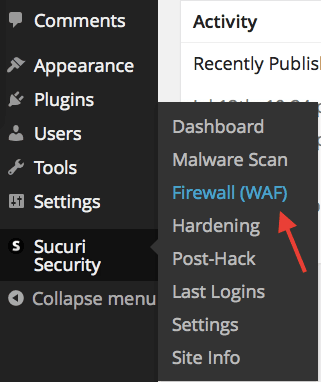 Comments
Appearance
Plugins
Users
Tools
Settings
S
Sucuri
Security
Collapse menu
Activity
Recently Publis
Dashboard
Malware Scan
Firewall (WAF)
Hardening
Post-Hack
Last Logins
Settings
Site Info